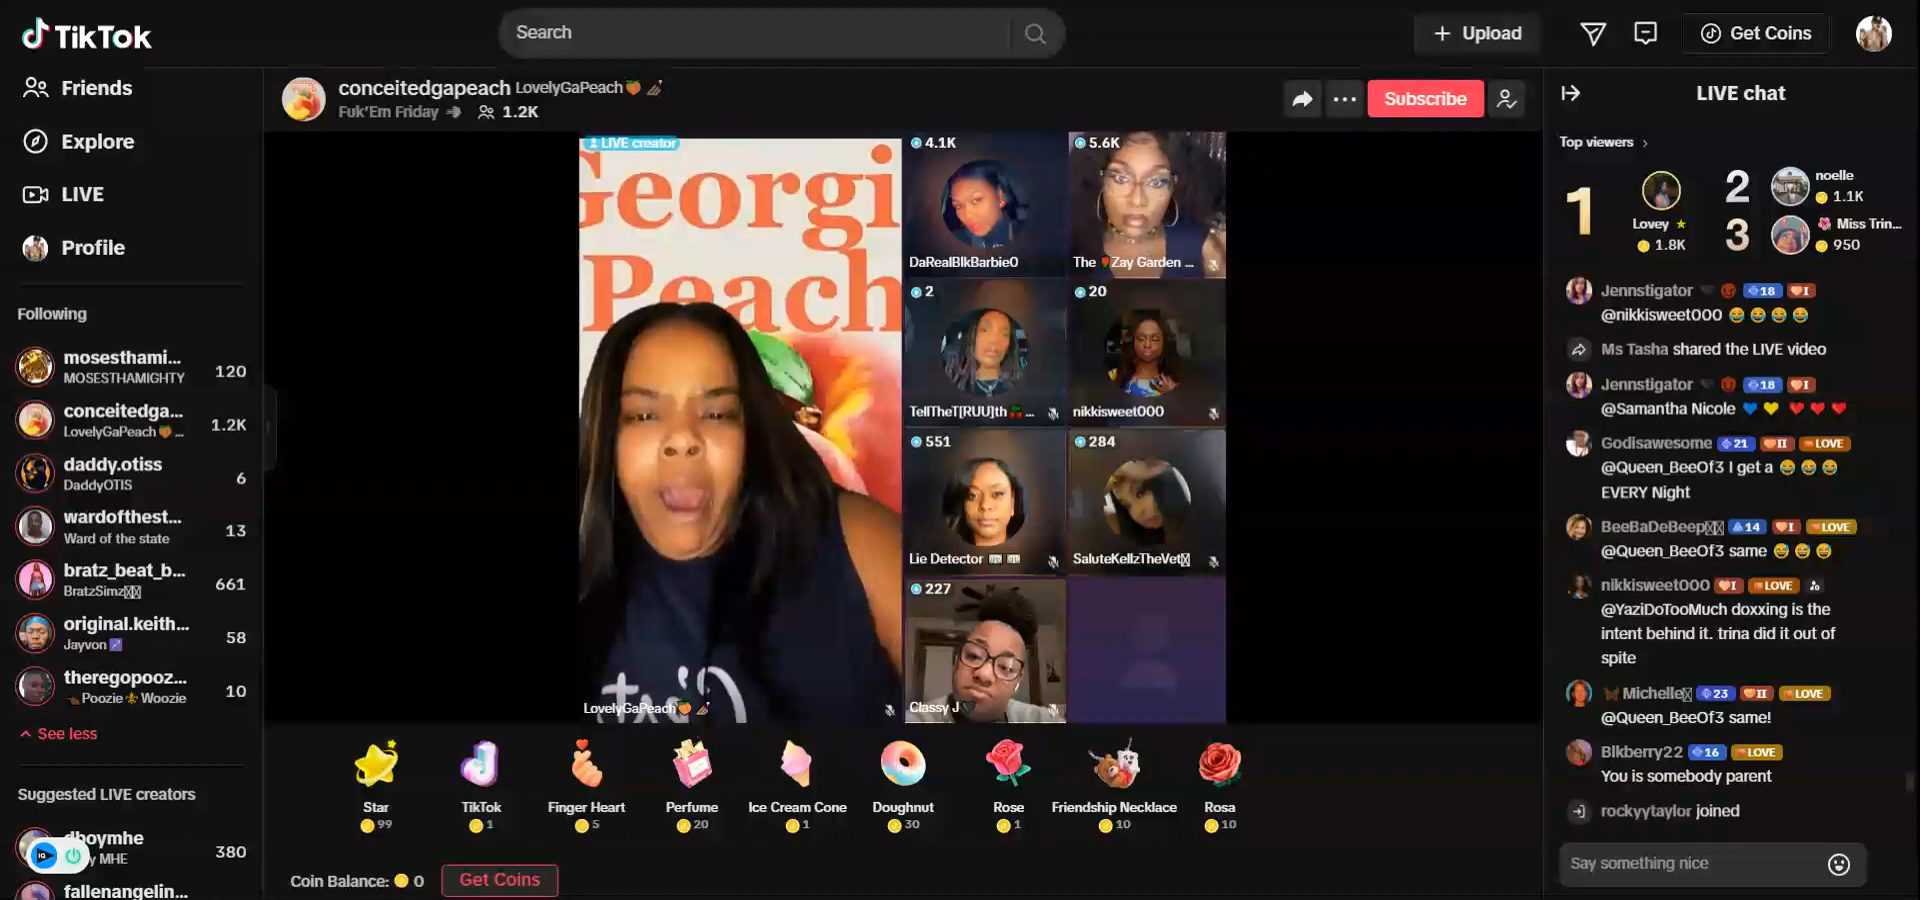 TikTok
Search
Upload
Get Coins
Friends
Explore
LIVE
Profile
Following
mosesthami...
MOSESTHAMIGHTY
120
conceitedga...
LovelyGaPeach🍑 ...
1.2K
daddy.otiss
DaddyOTIS
6
wardofthest...
Ward of the state
13
bratz_beat_b...
BratzSimz
661
original.keith...
Jayvon
58
theregopooz...
Poozie⚜Woozie
10
See less
Suggested LIVE creators
dboymhe
y MHE
380
fallenangelin...
conceitedgapeach LovelyGaPeach🍑💅🏾
Fuk'Em Friday
1.2K
Subscribe
LIVE creator
Georgi
Peach
LovelyGaPeach🍑💅🏾
4.1K
DaRealBlkBarbie0
5.6K
The 🌹Zay Garden ...
2
TellTheT[RUU]th🍒 ...
20
nikkisweet000
551
Lie Detector
284
SaluteKellzTheVet
227
Classy J🖤
Star
99
TikTok
1
Finger Heart
5
Perfume
20
Ice Cream Cone
1
Doughnut
30
Rose
1
Friendship Necklace
10
Rosa
10
Coin Balance: 0
Get Coins
LIVE chat
Top viewers
1
Lovey
1.8K
2
noelle
1.1K
3
🌺 Miss Trin...
950
Jennstigator 18 I
@nikkisweet000 😂 😂 😂 😂
Ms Tasha shared the LIVE video
Jennstigator 18 I
@Samantha Nicole 💙 💛 ❤️ ❤️ ❤️
Godisawesome 21 II LOVE
@Queen_BeeOf3 I get a 😂 😂 😂
EVERY Night
BeeBaDeBeep 14 I LOVE
@Queen_BeeOf3 same 😅 😅 😅
nikkisweet000 I LOVE
@YaziDoTooMuch doxxing is the
intent behind it. trina did it out of
spite
🦋Michelle 23 II LOVE
@Queen_BeeOf3 same!
Blkberry22 16 LOVE
You is somebody parent
rockyytaylor joined
Say something nice